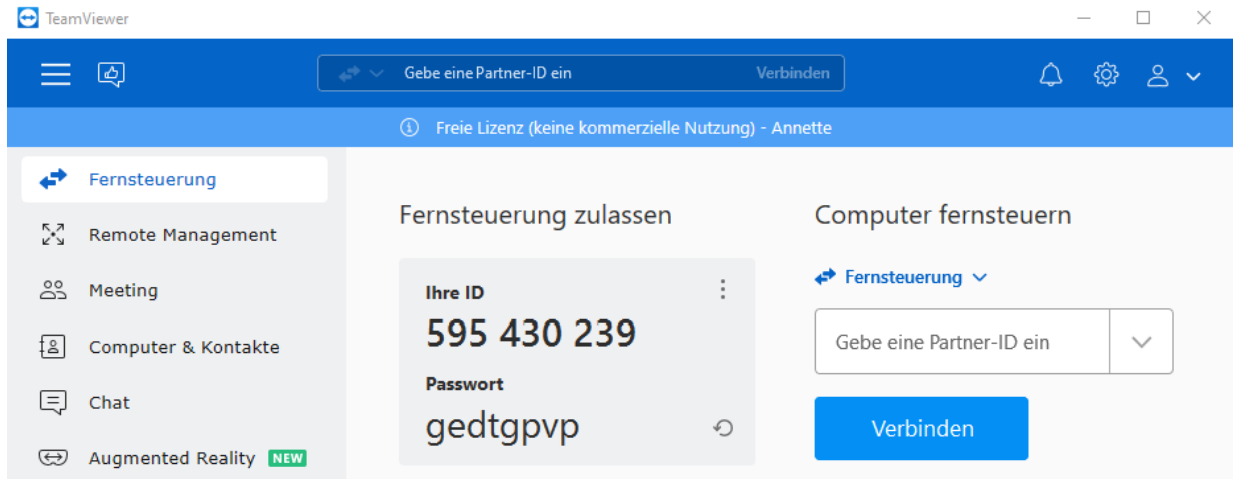 TeamViewer
Gebe eine Partner-ID ein Verbinden
Freie Lizenz (keine kommerzielle Nutzung) - Annette
Fernsteuerung
Remote Management
Meeting
Computer & Kontakte
Chat
Augmented Reality NEW
Fernsteuerung zulassen
Ihre ID
595 430 239
Passwort
gedtgpvp
Computer fernsteuern
Fernsteuerung
Gebe eine Partner-ID ein
Verbinden